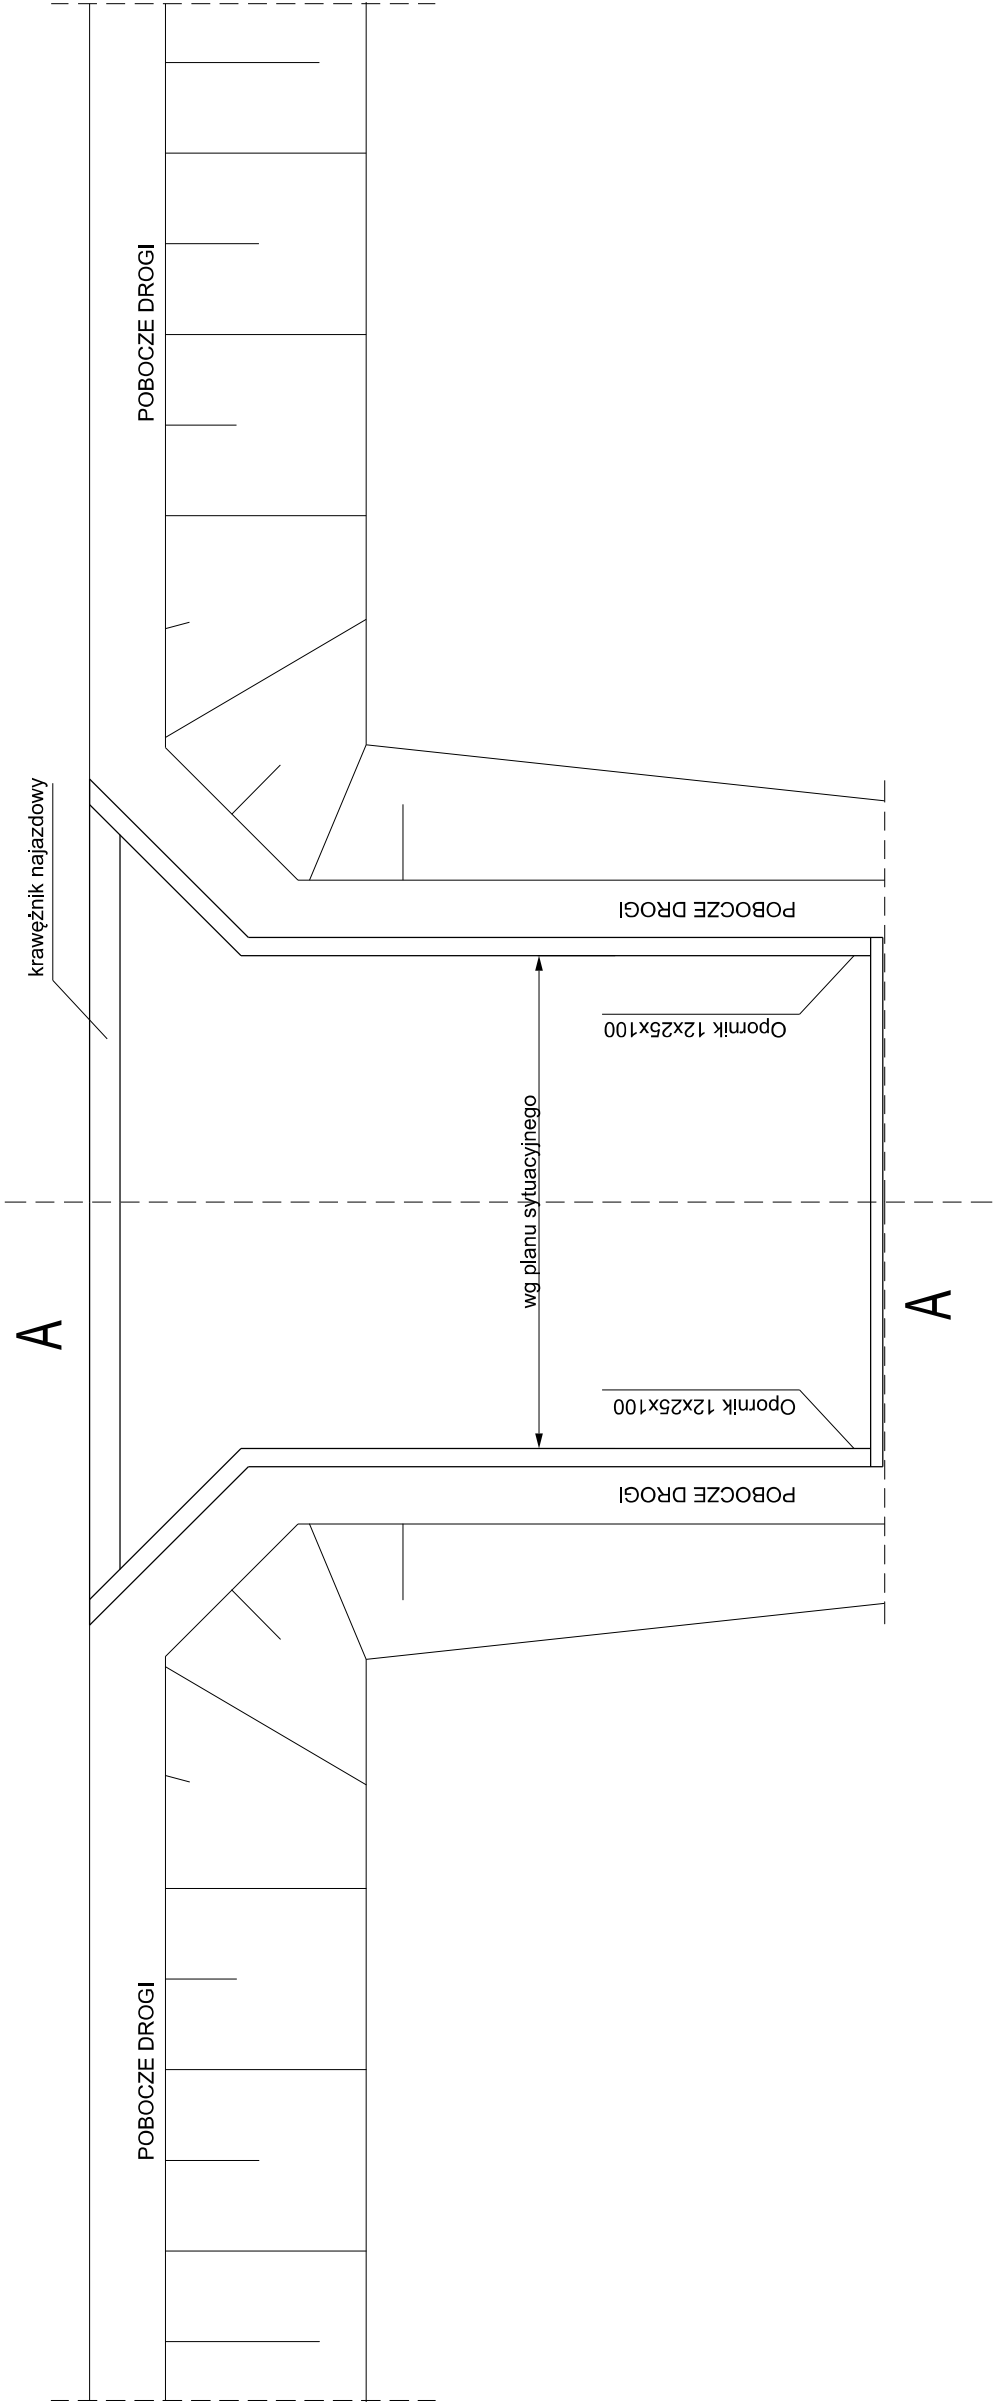 POBOCZE DROGI
krawężnik najazdowy
POBOCZE DROGI
Opornik 12x25x100
wg planu sytuacyjnego
A
A
Opornik 12x25x100
POBOCZE DROGI
POBOCZE DROGI